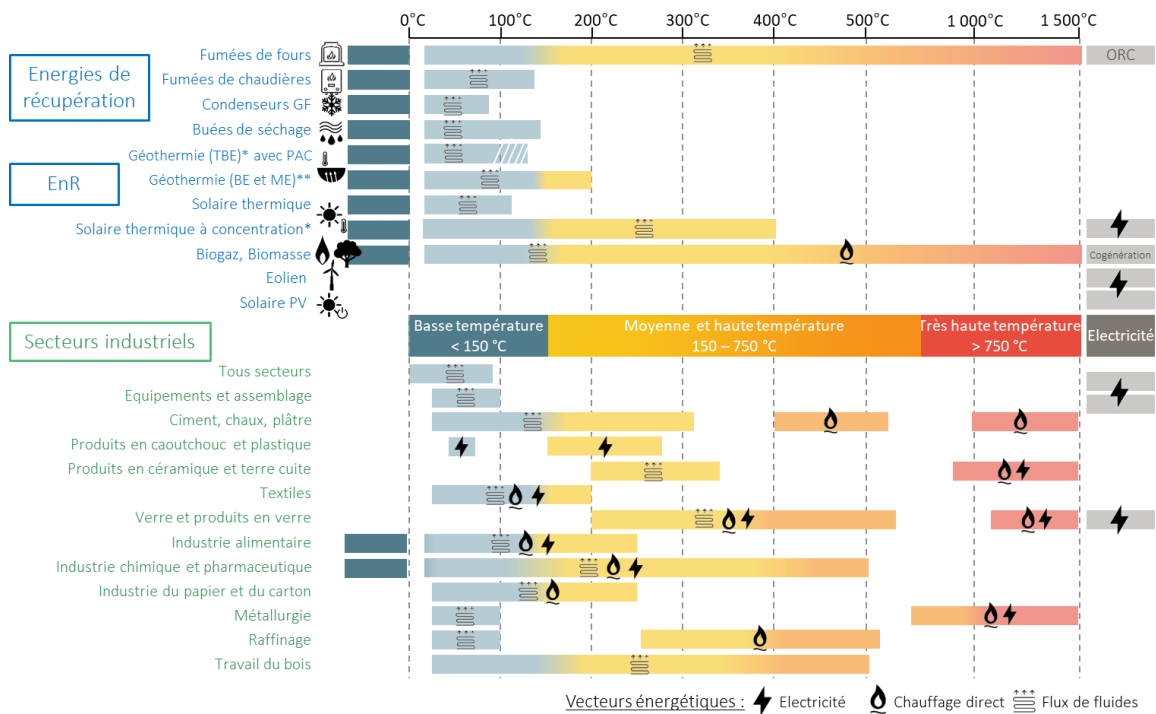 0°C 100°C 200°C 300°C 400°C 500°C 1 000°C 1 500°C
Energies de
récupération
Fumées de fours
ORC
Fumées de chaudières
Condenseurs GF
Buées de séchage
Géothermie (TBE)* avec PAC
EnR
Géothermie (BE et ME)**
Solaire thermique
Solaire thermique à concentration*
Biogaz, Biomasse
Cogénération
Eolien
Solaire PV
Secteurs industriels
Basse température
< 150 °C
Moyenne et haute température
150 – 750 °C
Très haute température
> 750 °C
Electricité
Tous secteurs
Equipements et assemblage
Ciment, chaux, plâtre
Produits en caoutchouc et plastique
Produits en céramique et terre cuite
Textiles
Verre et produits en verre
Industrie alimentaire
Industrie chimique et pharmaceutique
Industrie du papier et du carton
Métallurgie
Raffinage
Travail du bois
Vecteurs énergétiques : Electricité Chauffage direct Flux de fluides